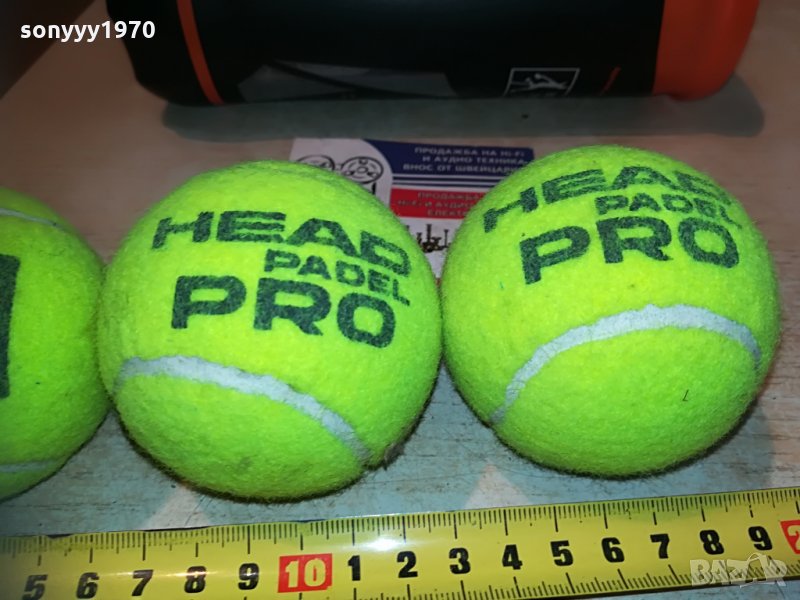 sonyyy1970
ПРОДАЖБА НА HI-FI
И АУДИО ТЕХНИКА
ВНОС ОТ ШВЕЙЦАРИЯ
HEAD
PADEL
PRO
HEAD
PADEL
PRO
5 6 7 8 9 10 1 2 3 4 5 6 7 8 9
BAZAR